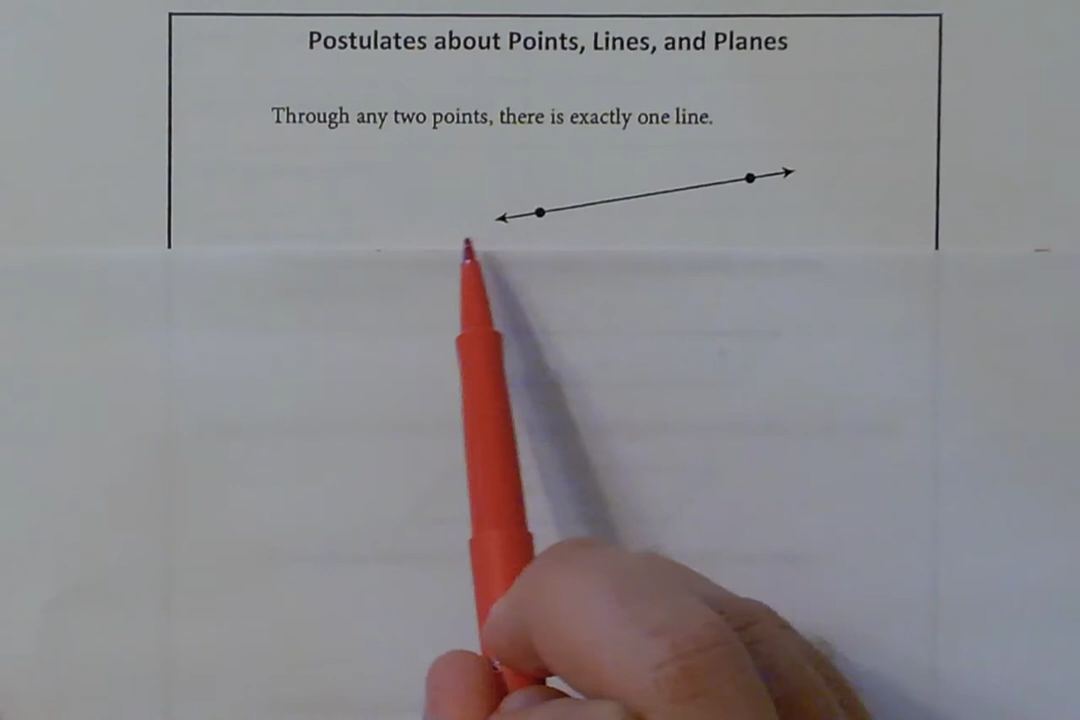 Postulates about Points, Lines, and Planes
Through any two points, there is exactly one line.